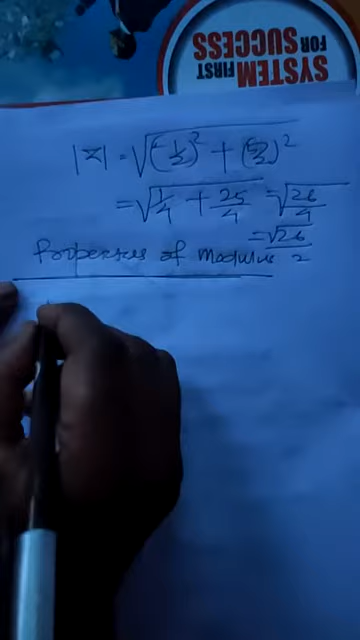 SYSTEM FIRST
FOR SUCCESS
|z| = √((-1/2)² + (5/2)²)
= √(1/4 + 25/4) = √(26/4)
= √26/2
Properties of Modulus